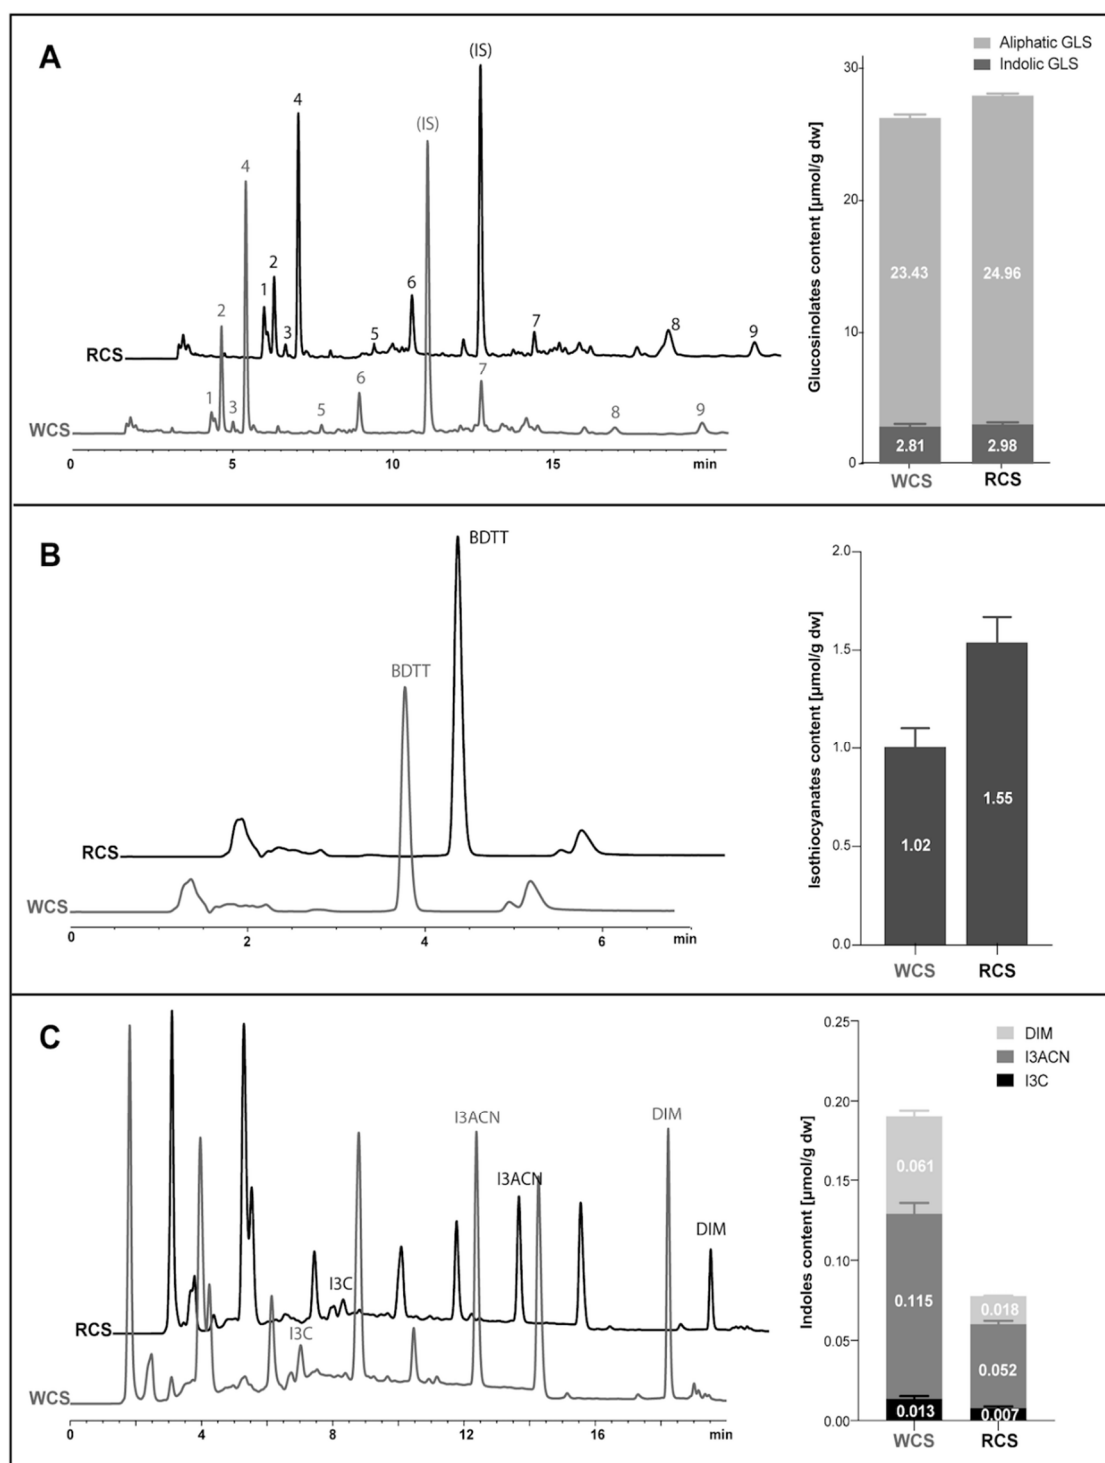 A
(IS)
4
(IS)
4
2
1
3
2
1
3
5
6
7
8
9
RCS
5
6
7
8
9
WCS
0
5
10
15
min
Aliphatic GLS
Indolic GLS
Glucosinolates content [µmol/g dw]
30
20
10
0
23.43
24.96
2.81
2.98
WCS
RCS
B
BDTT
BDTT
RCS
WCS
0
2
4
6
min
Isothiocyanates content [µmol/g dw]
2.0
1.5
1.0
0.5
0.0
1.02
1.55
WCS
RCS
C
I3ACN
DIM
I3ACN
DIM
I3C
RCS
I3C
WCS
0
4
8
12
16
min
DIM
I3ACN
I3C
Indoles content [µmol/g dw]
0.25
0.20
0.15
0.10
0.05
0.00
0.061
0.115
0.013
0.018
0.052
0.007
WCS
RCS